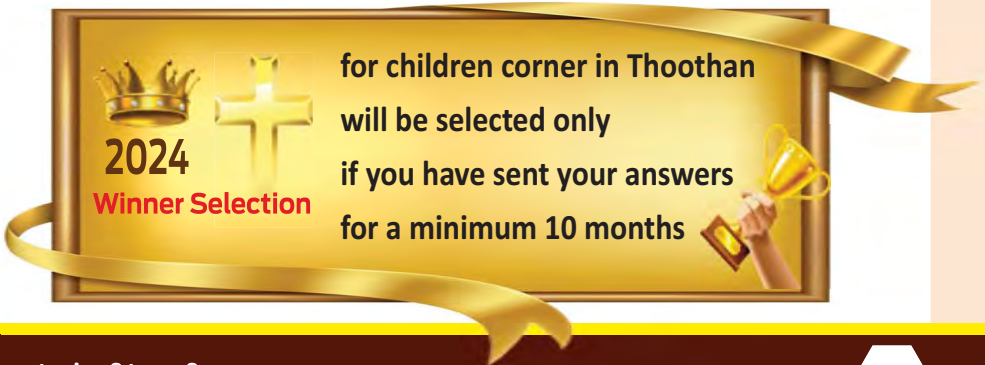 for children corner in Thoothan
will be selected only
if you have sent your answers
for a minimum 10 months
2024
Winner Selection